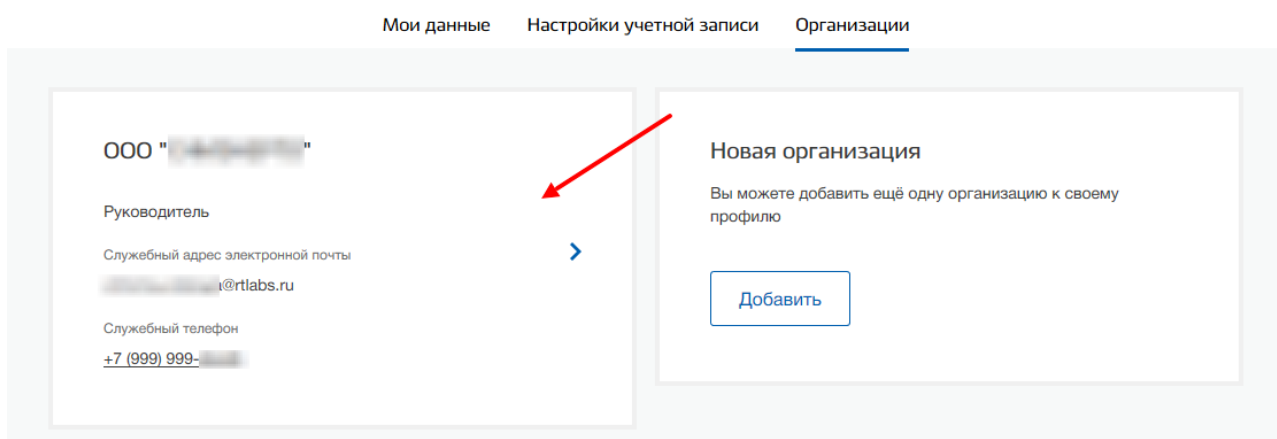 Мои данные Настройки учетной записи Организации
ООО " "
Руководитель
Служебный адрес электронной почты
@rtlabs.ru
Служебный телефон
+7 (999) 999-
Новая организация
Вы можете добавить ещё одну организацию к своему
профилю
Добавить